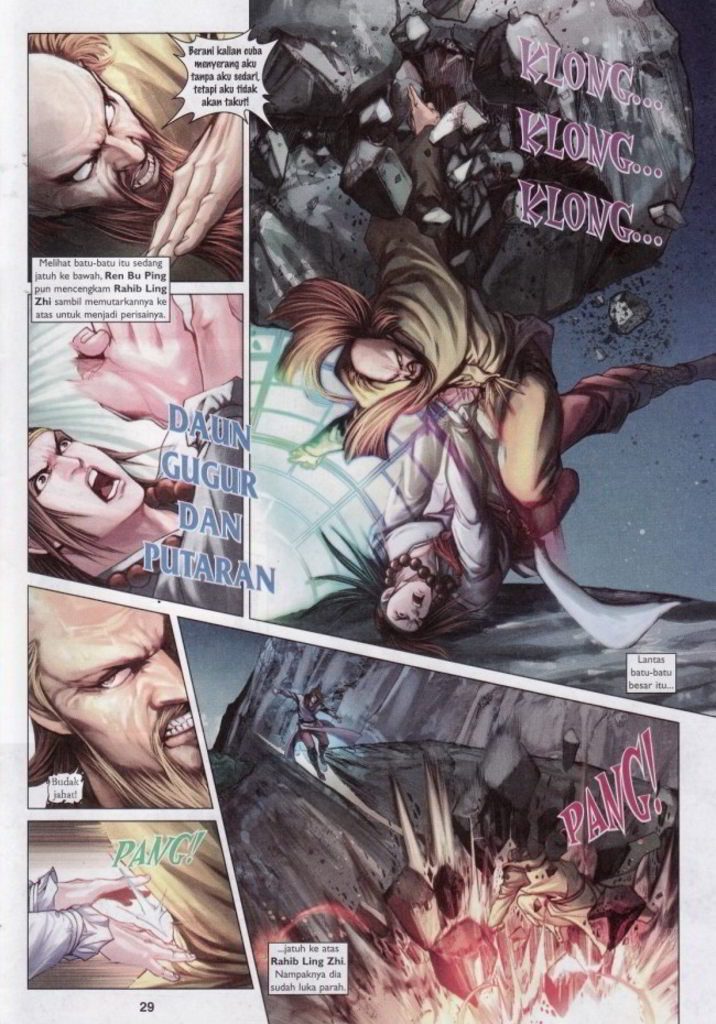 Berani kalian cuba
menyerang aku
tanpa aku sedari,
tetapi aku tidak
akan takut!
KLONG...
KLONG...
KLONG...
Melihat batu-batu itu sedang
jatuh ke bawah, Ren Bu Ping
pun mencengkam Rahib Ling
Zhi sambil memutarkannya ke
atas untuk menjadi perisainya.
DAUN
GUGUR
DAN
PUTARAN
Lantas
batu-batu
besar itu...
Budak
jahat!
PANG!
PANG!
...jatuh ke atas
Rahib Ling Zhi.
Nampaknya dia
sudah luka parah.
29